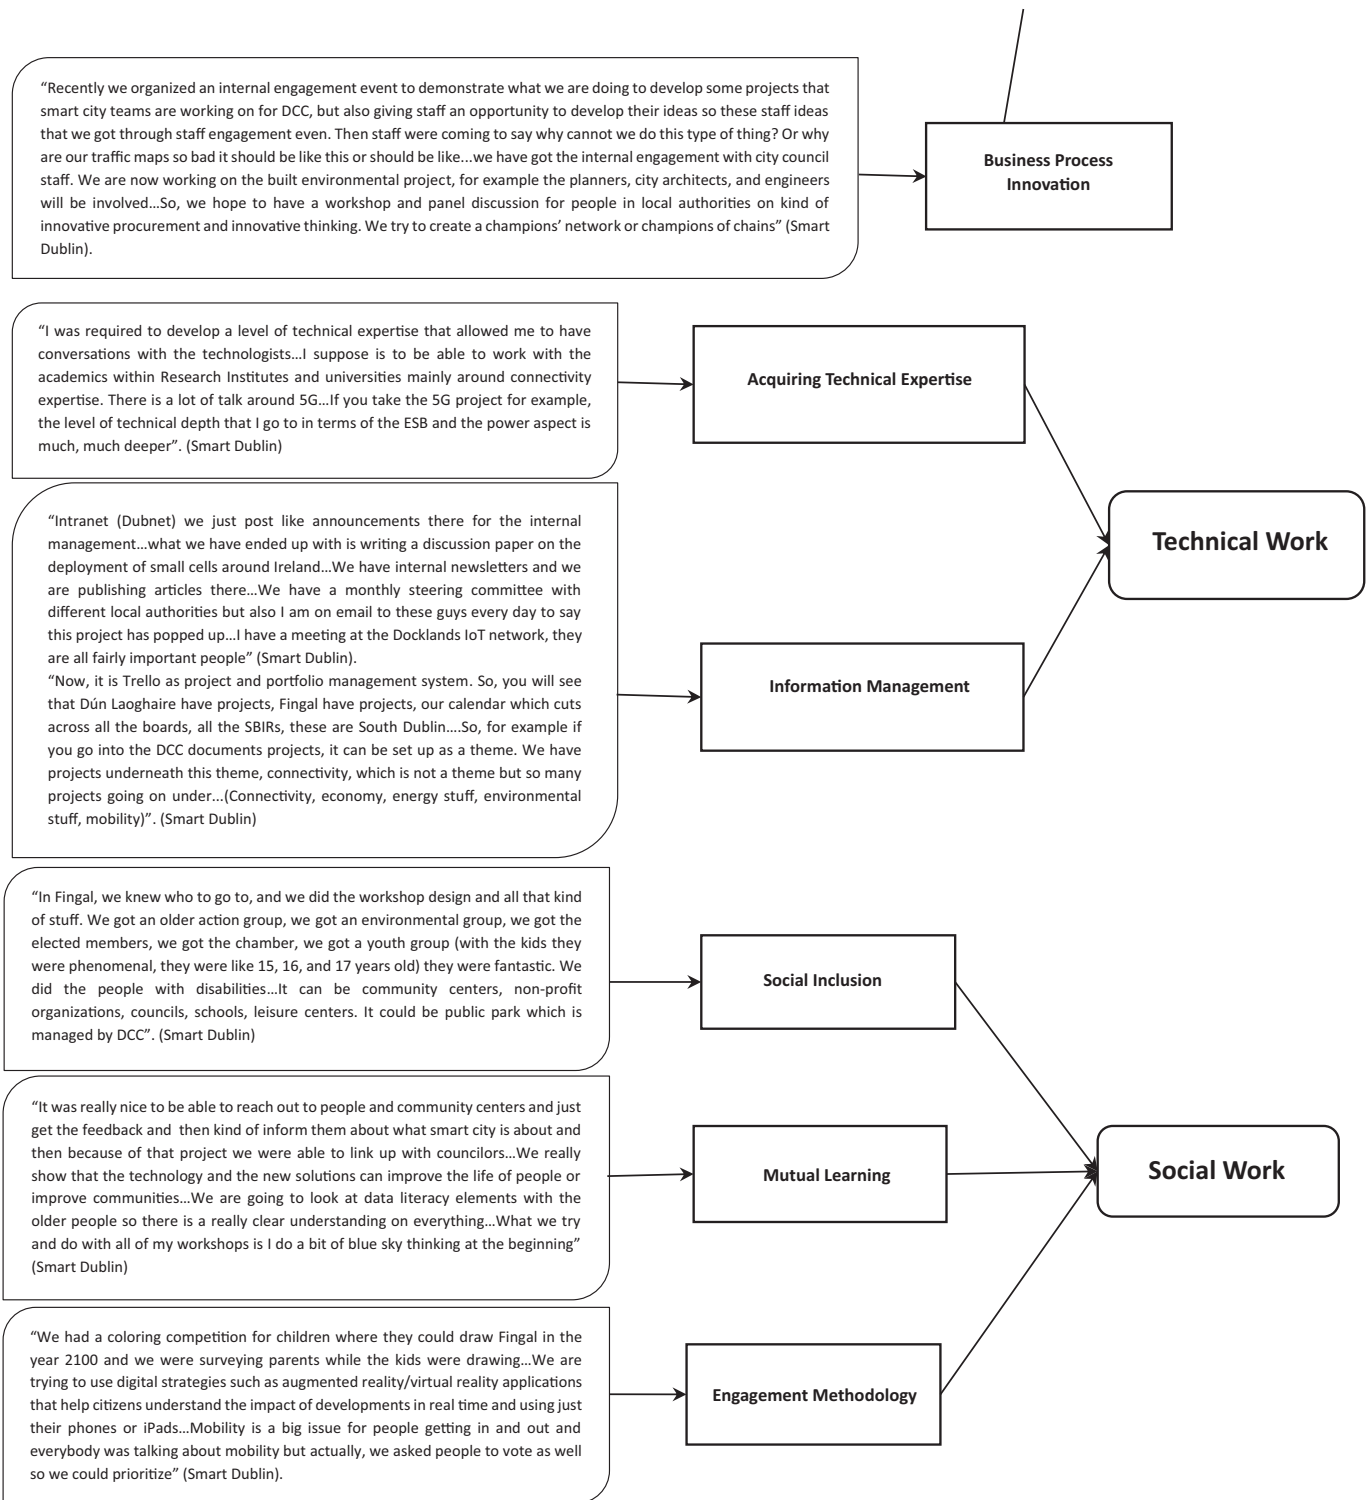 “Recently we organized an internal engagement event to demonstrate what we are doing to develop some projects that
smart city teams are working on for DCC, but also giving staff an opportunity to develop their ideas so these staff ideas
that we got through staff engagement even. Then staff were coming to say why cannot we do this type of thing? Or why
are our traffic maps so bad it should be like this or should be like...we have got the internal engagement with city council
staff. We are now working on the built environmental project, for example the planners, city architects, and engineers
will be involved...So, we hope to have a workshop and panel discussion for people in local authorities on kind of
innovative procurement and innovative thinking. We try to create a champions’ network or champions of chains” (Smart
Dublin).
Business Process
Innovation
“I was required to develop a level of technical expertise that allowed me to have
conversations with the technologists...I suppose is to be able to work with the
academics within Research Institutes and universities mainly around connectivity
expertise. There is a lot of talk around 5G...If you take the 5G project for example,
the level of technical depth that I go to in terms of the ESB and the power aspect is
much, much deeper”. (Smart Dublin)
Acquiring Technical Expertise
“Intranet (Dubnet) we just post like announcements there for the internal
management...what we have ended up with is writing a discussion paper on the
deployment of small cells around Ireland...We have internal newsletters and we
are publishing articles there...We have a monthly steering committee with
different local authorities but also I am on email to these guys every day to say
this project has popped up...I have a meeting at the Docklands IoT network, they
are all fairly important people” (Smart Dublin).
“Now, it is Trello as project and portfolio management system. So, you will see
that Dún Laoghaire have projects, Fingal have projects, our calendar which cuts
across all the boards, all the SBIRs, these are South Dublin....So, for example if
you go into the DCC documents projects, it can be set up as a theme. We have
projects underneath this theme, connectivity, which is not a theme but so many
projects going on under...(Connectivity, economy, energy stuff, environmental
stuff, mobility)”. (Smart Dublin)
Information Management
Technical Work
“In Fingal, we knew who to go to, and we did the workshop design and all that kind
of stuff. We got an older action group, we got an environmental group, we got the
elected members, we got the chamber, we got a youth group (with the kids they
were phenomenal, they were like 15, 16, and 17 years old) they were fantastic. We
did the people with disabilities...It can be community centers, non-profit
organizations, councils, schools, leisure centers. It could be public park which is
managed by DCC”. (Smart Dublin)
Social Inclusion
“It was really nice to be able to reach out to people and community centers and just
get the feedback and then kind of inform them about what smart city is about and
then because of that project we were able to link up with councilors...We really
show that the technology and the new solutions can improve the life of people or
improve communities...We are going to look at data literacy elements with the
older people so there is a really clear understanding on everything...What we try
and do with all of my workshops is I do a bit of blue sky thinking at the beginning”
(Smart Dublin)
Mutual Learning
Social Work
“We had a coloring competition for children where they could draw Fingal in the
year 2100 and we were surveying parents while the kids were drawing...We are
trying to use digital strategies such as augmented reality/virtual reality applications
that help citizens understand the impact of developments in real time and using just
their phones or iPads...Mobility is a big issue for people getting in and out and
everybody was talking about mobility but actually, we asked people to vote as well
so we could prioritize” (Smart Dublin).
Engagement Methodology